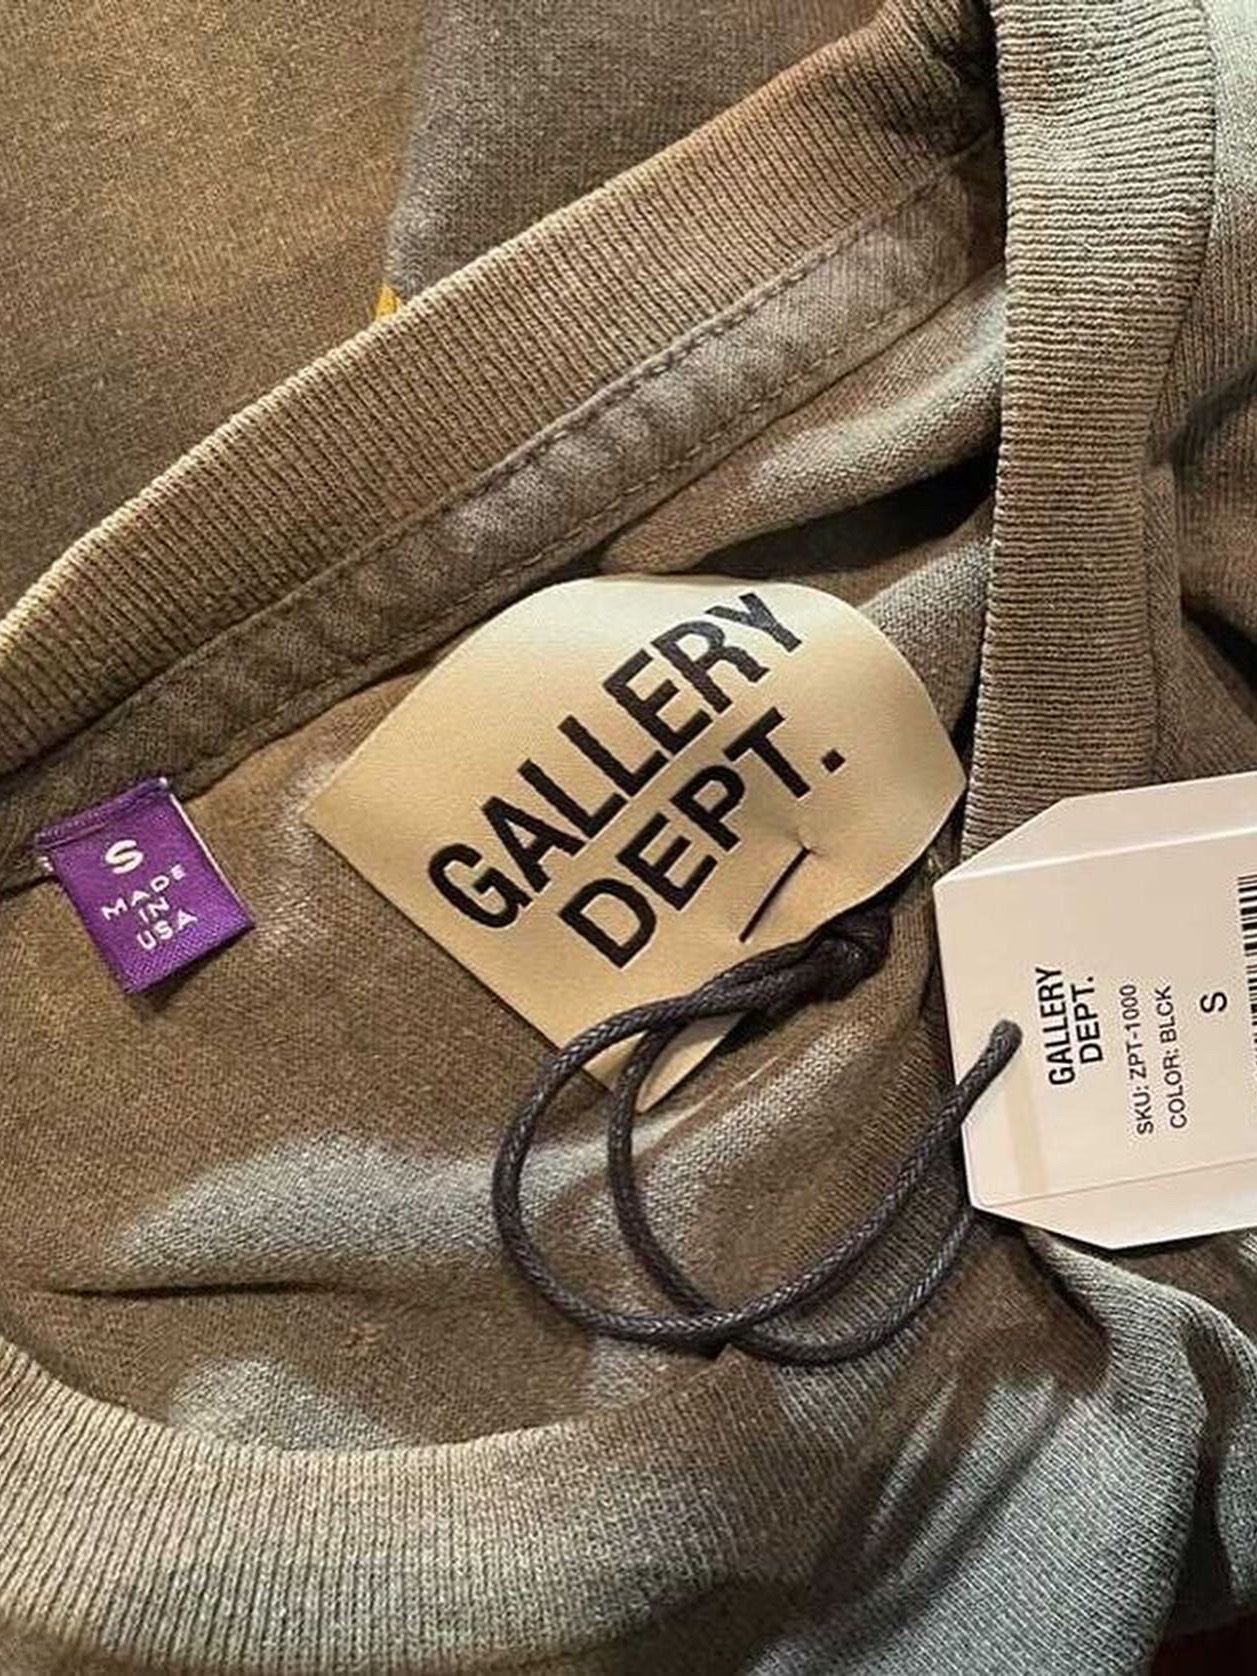 GALLERY
DEPT.
S
MADE
IN
USA
GALLERY
DEPT.
SKU: ZPT-1000
COLOR: BLCK
S